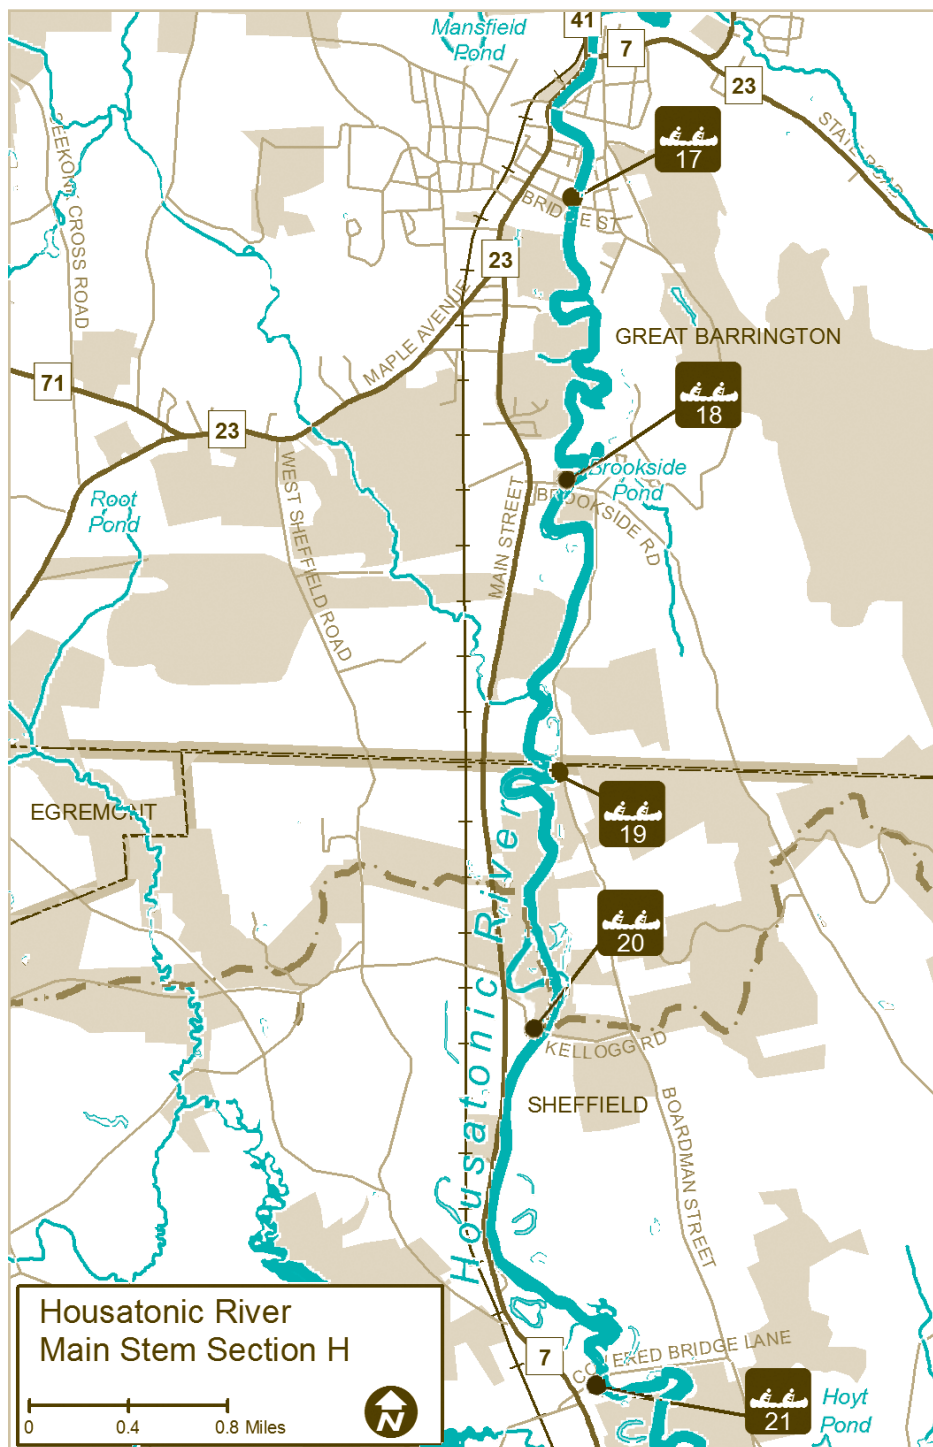 41
Mansfield
Pond
7
23
STATE ROAD
17
SEEKONK CROSS ROAD
BRIDGE ST
23
GREAT BARRINGTON
MAPLE AVENUE
71
18
23
Brookside
Pond
WEST SHEFFIELD ROAD
MAIN STREET
BROOKSIDE RD
Root
Pond
EGREMONT
19
20
Housatonic River
KELLOGG RD
SHEFFIELD
BOARDMAN STREET
Housatonic River
Main Stem Section H
0 0.4 0.8 Miles
N
7
COVERED BRIDGE LANE
21
Hoyt
Pond